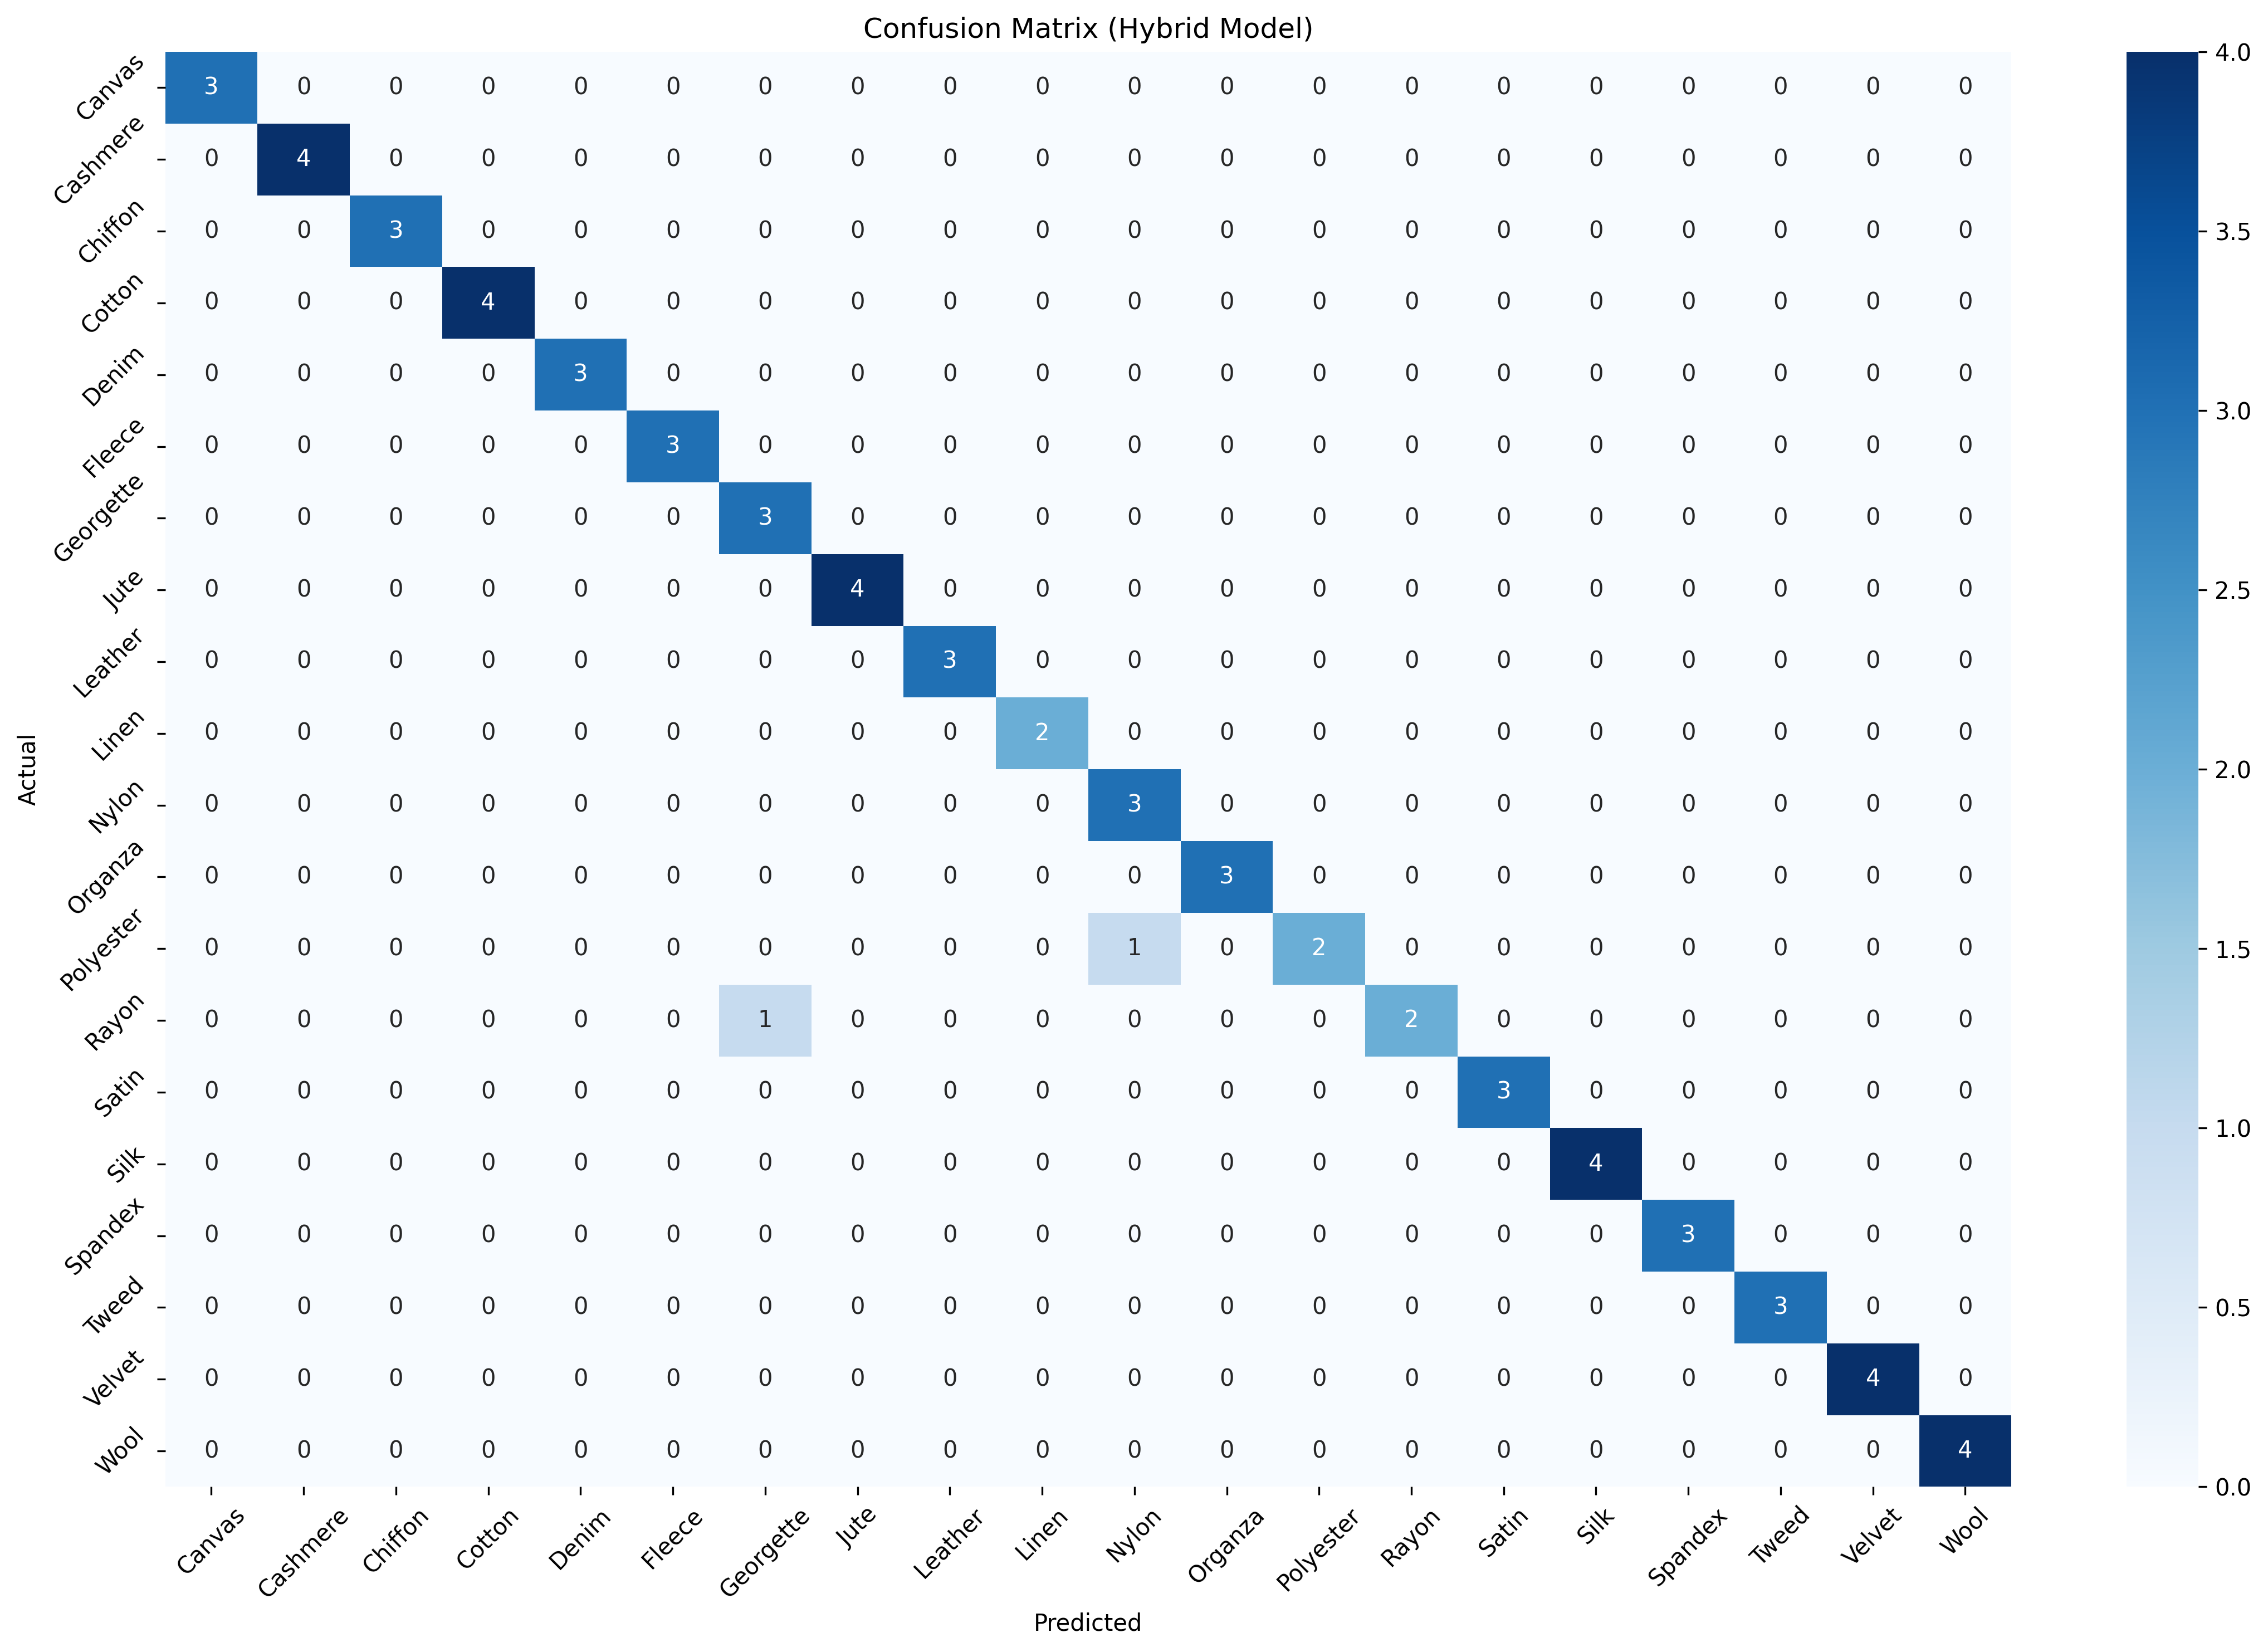 Confusion Matrix (Hybrid Model)
Canvas 3 0 0 0 0 0 0 0 0 0 0 0 0 0 0 0 0 0 0 0
Cashmere 0 4 0 0 0 0 0 0 0 0 0 0 0 0 0 0 0 0 0 0
Chiffon 0 0 3 0 0 0 0 0 0 0 0 0 0 0 0 0 0 0 0 0
Cotton 0 0 0 4 0 0 0 0 0 0 0 0 0 0 0 0 0 0 0 0
Denim 0 0 0 0 3 0 0 0 0 0 0 0 0 0 0 0 0 0 0 0
Fleece 0 0 0 0 0 3 0 0 0 0 0 0 0 0 0 0 0 0 0 0
Georgette 0 0 0 0 0 0 3 0 0 0 0 0 0 0 0 0 0 0 0 0
Jute 0 0 0 0 0 0 0 4 0 0 0 0 0 0 0 0 0 0 0 0
Leather 0 0 0 0 0 0 0 0 3 0 0 0 0 0 0 0 0 0 0 0
Linen 0 0 0 0 0 0 0 0 0 2 0 0 0 0 0 0 0 0 0 0
Nylon 0 0 0 0 0 0 0 0 0 0 3 0 0 0 0 0 0 0 0 0
Organza 0 0 0 0 0 0 0 0 0 0 0 3 0 0 0 0 0 0 0 0
Polyester 0 0 0 0 0 0 0 0 0 0 1 0 2 0 0 0 0 0 0 0
Rayon 0 0 0 0 0 0 1 0 0 0 0 0 0 2 0 0 0 0 0 0
Satin 0 0 0 0 0 0 0 0 0 0 0 0 0 0 3 0 0 0 0 0
Silk 0 0 0 0 0 0 0 0 0 0 0 0 0 0 0 4 0 0 0 0
Spandex 0 0 0 0 0 0 0 0 0 0 0 0 0 0 0 0 3 0 0 0
Tweed 0 0 0 0 0 0 0 0 0 0 0 0 0 0 0 0 0 3 0 0
Velvet 0 0 0 0 0 0 0 0 0 0 0 0 0 0 0 0 0 0 4 0
Wool 0 0 0 0 0 0 0 0 0 0 0 0 0 0 0 0 0 0 0 4
Actual
Canvas Cashmere Chiffon Cotton Denim Fleece Georgette Jute Leather Linen Nylon Organza Polyester Rayon Satin Silk Spandex Tweed Velvet Wool
Predicted
4.0
3.5
3.0
2.5
2.0
1.5
1.0
0.5
0.0